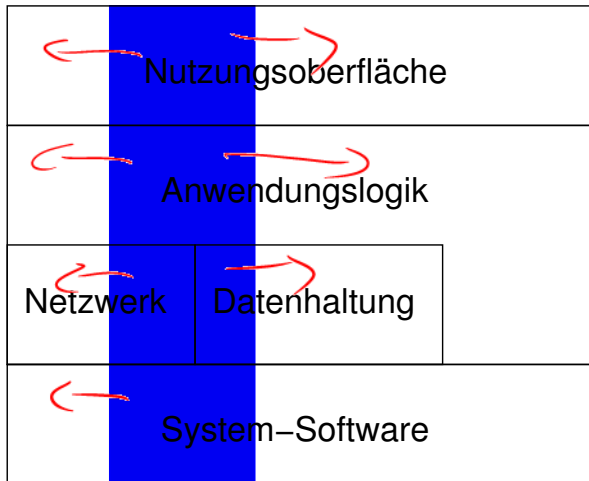 Nutzungsoberfläche
Anwendungslogik
Netzwerk Datenhaltung
System−Software